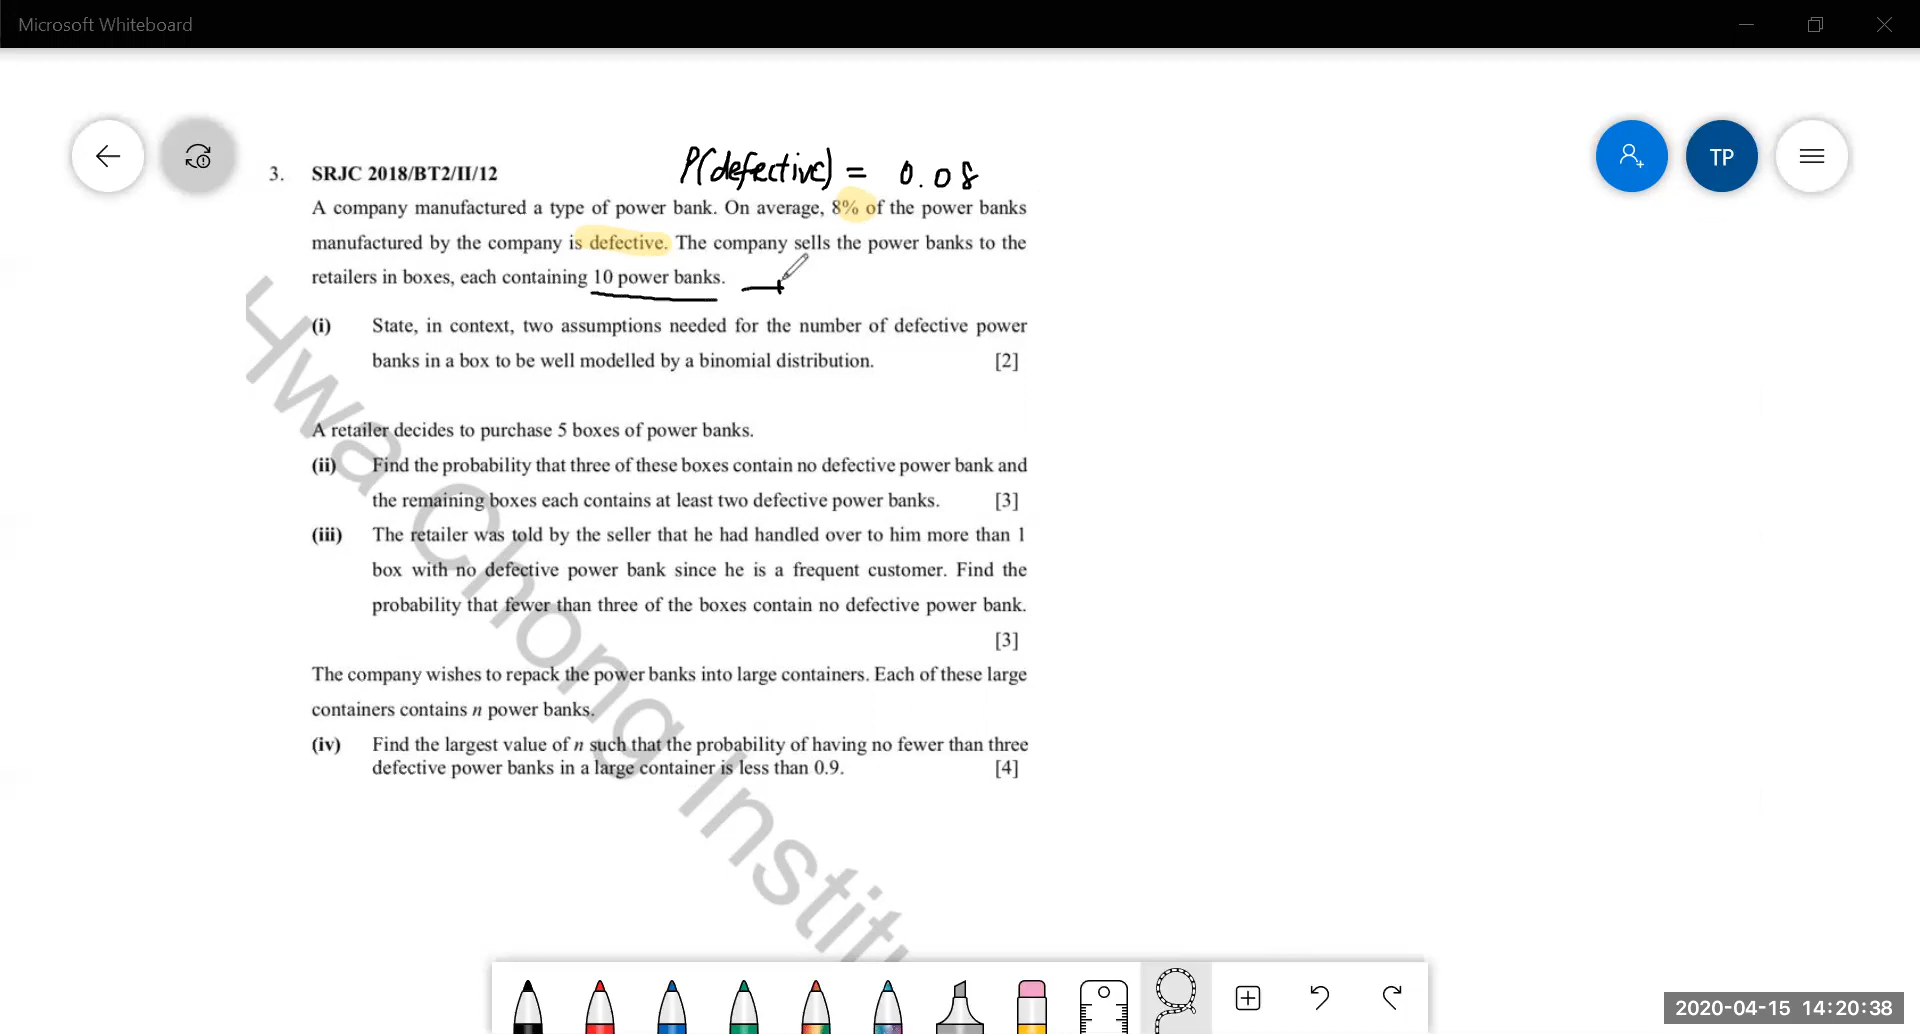 Microsoft Whiteboard
P(defective) = 0.08
3. SRJC 2018/BT2/II/12
A company manufactured a type of power bank. On average, 8% of the power banks
manufactured by the company is defective. The company sells the power banks to the
retailers in boxes, each containing 10 power banks.
(i) State, in context, two assumptions needed for the number of defective power
banks in a box to be well modelled by a binomial distribution. [2]
A retailer decides to purchase 5 boxes of power banks.
(ii) Find the probability that three of these boxes contain no defective power bank and
the remaining boxes each contains at least two defective power banks. [3]
(iii) The retailer was told by the seller that he had handled over to him more than 1
box with no defective power bank since he is a frequent customer. Find the
probability that fewer than three of the boxes contain no defective power bank.
[3]
The company wishes to repack the power banks into large containers. Each of these large
containers contains n power banks.
(iv) Find the largest value of n such that the probability of having no fewer than three
defective power banks in a large container is less than 0.9. [4]
Hwa Chong Instit
TP
2020-04-15 14:20:38